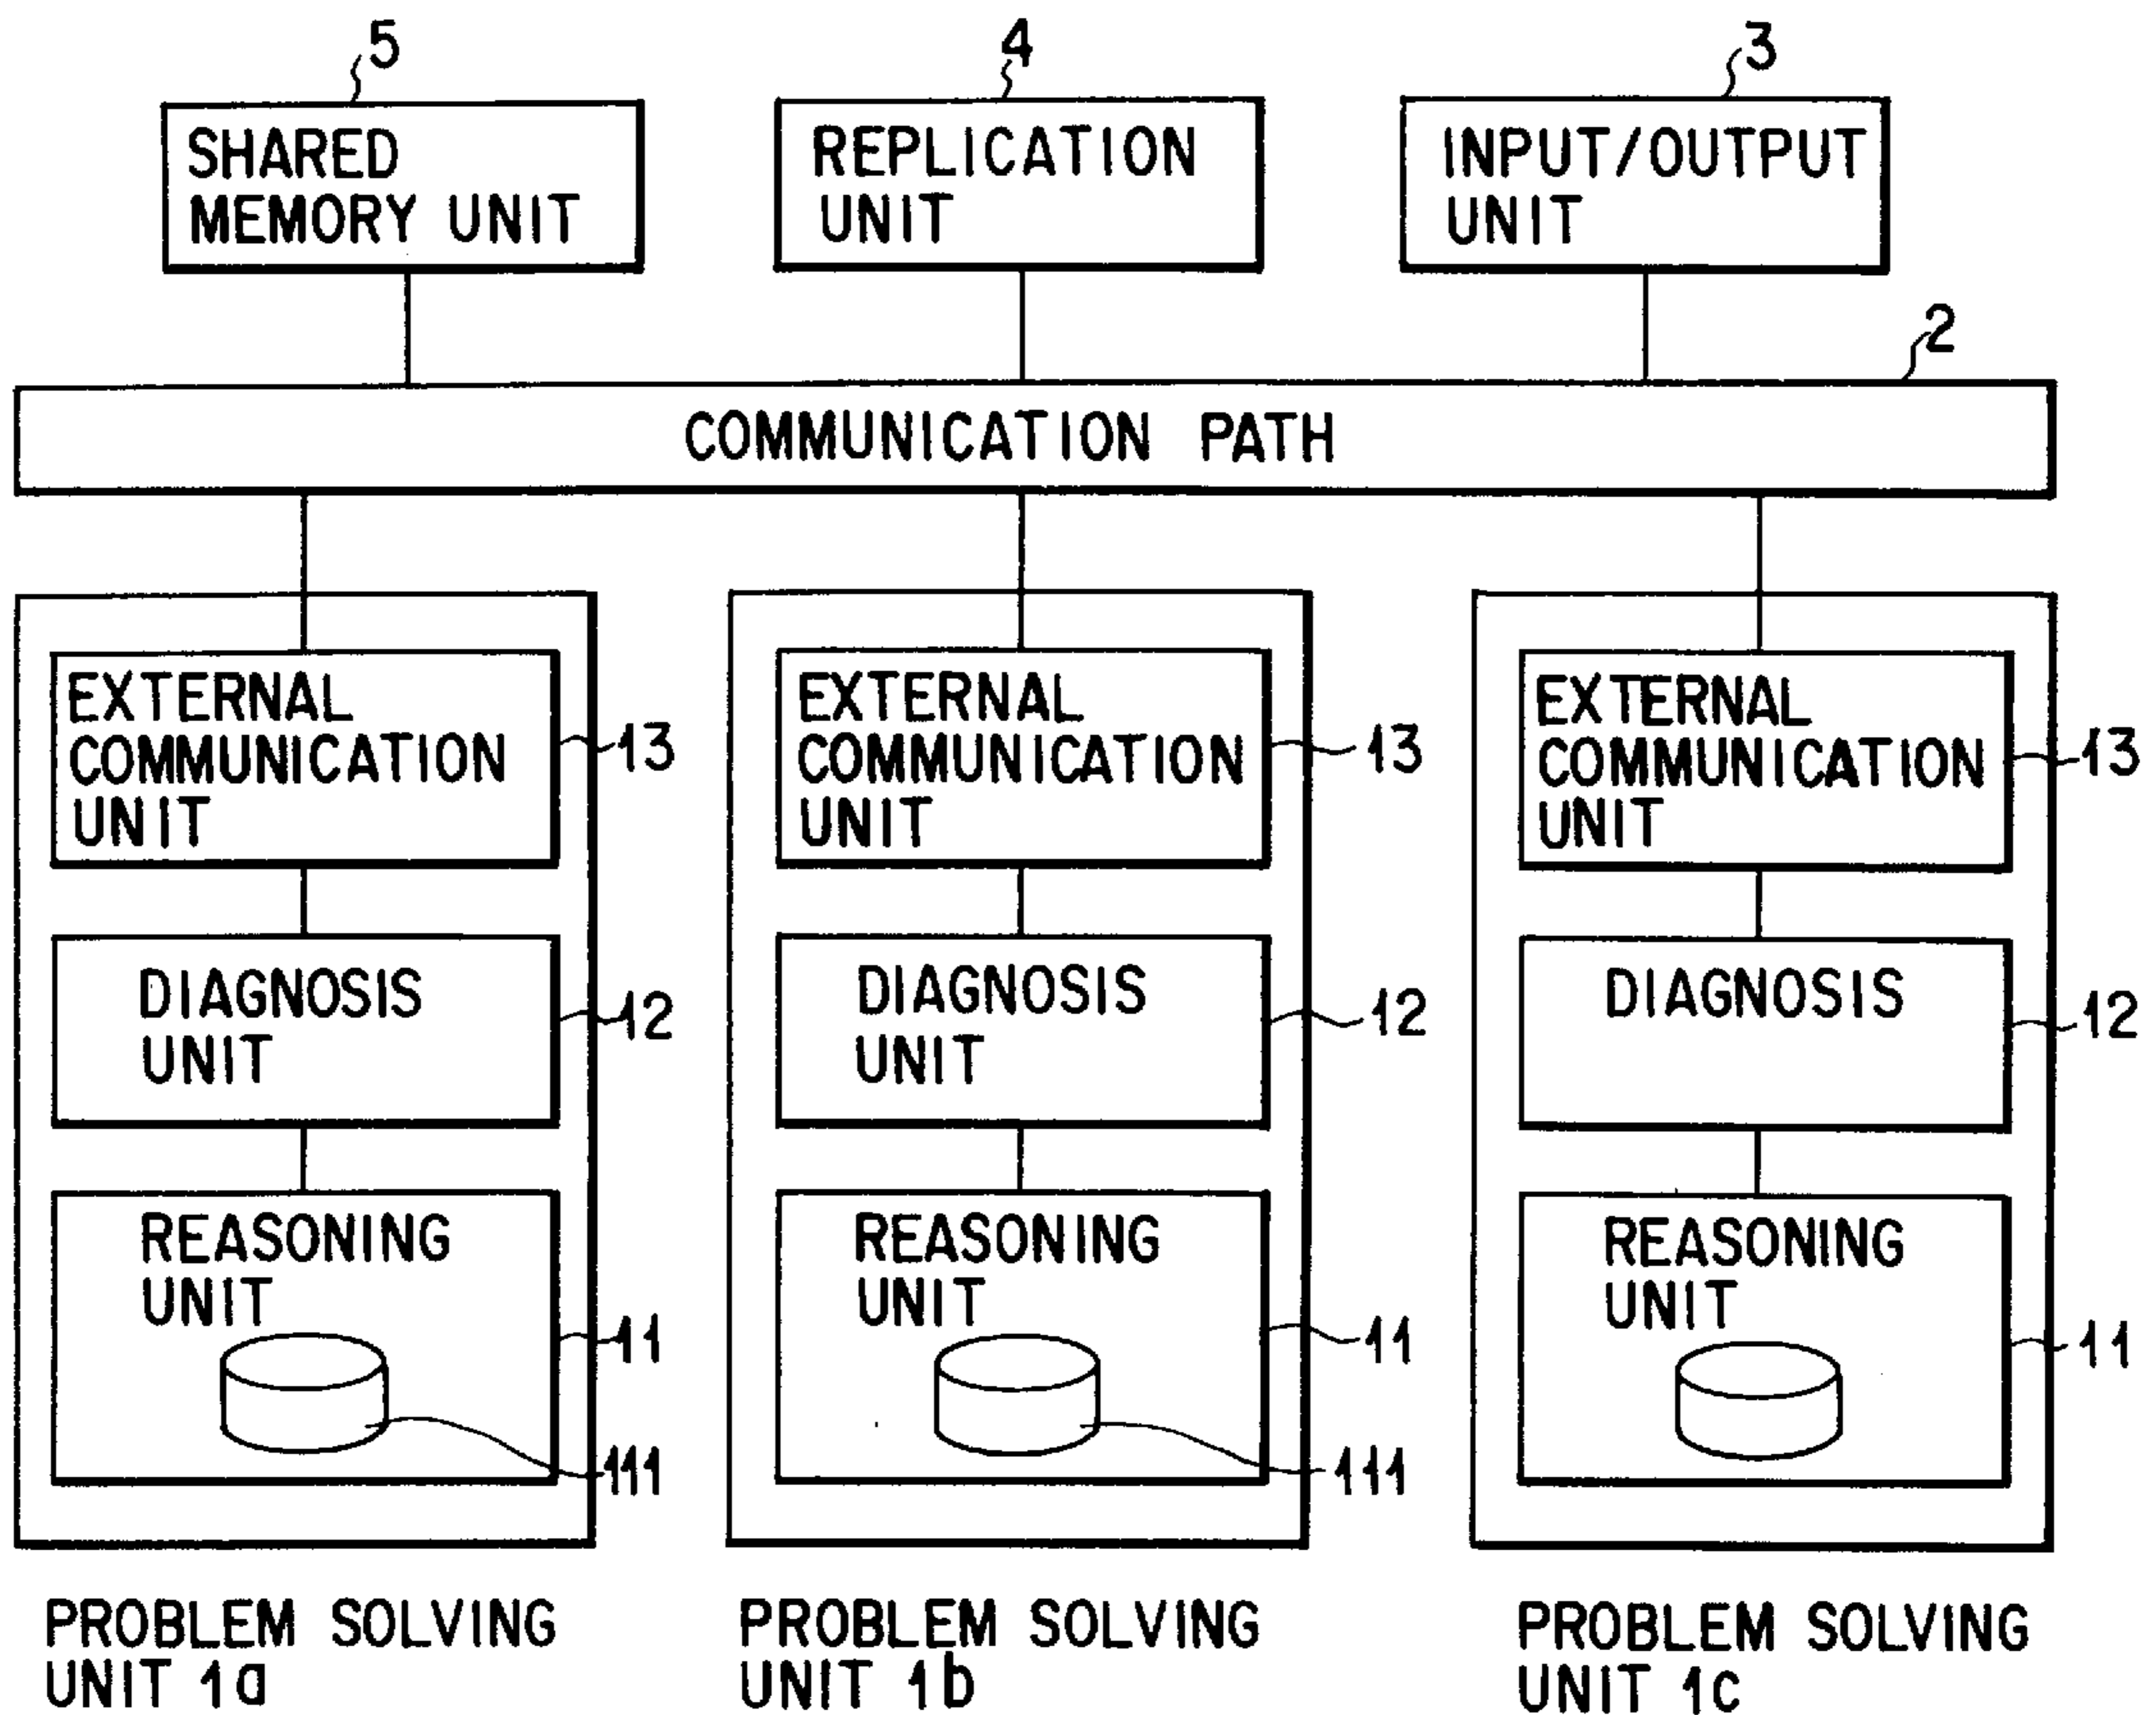 5
4
3
SHARED
MEMORY UNIT
REPLICATION
UNIT
INPUT/OUTPUT
UNIT
2
COMMUNICATION PATH
EXTERNAL
COMMUNICATION
UNIT
13
DIAGNOSIS
UNIT
12
REASONING
UNIT
11
111
PROBLEM SOLVING
UNIT 1a
EXTERNAL
COMMUNICATION
UNIT
13
DIAGNOSIS
UNIT
12
REASONING
UNIT
11
111
PROBLEM SOLVING
UNIT 1b
EXTERNAL
COMMUNICATION
UNIT
13
DIAGNOSIS
12
REASONING
UNIT
11
PROBLEM SOLVING
UNIT 1c